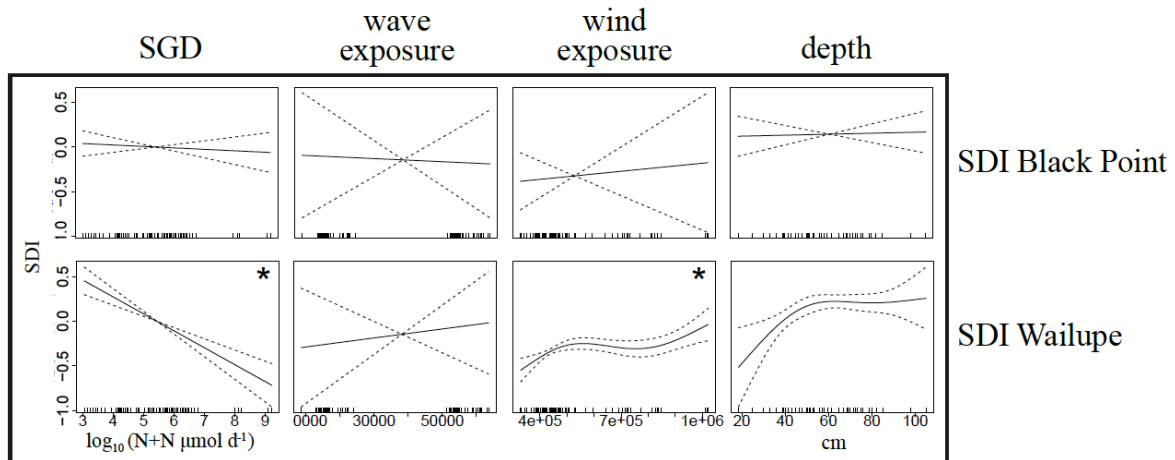 SGD
wave
exposure
wind
exposure
depth
0.5
0.0
-0.5
1.0
SDI Black Point
SDI
0.5
0.0
-0.5
-1.0
*
*
SDI Wailupe
3 4 5 6 7 8 9
0000 30000 50000
4e+05 7e+05 1e+06
20 40 60 80 100
log₁₀ (N+N µmol d⁻¹)
cm